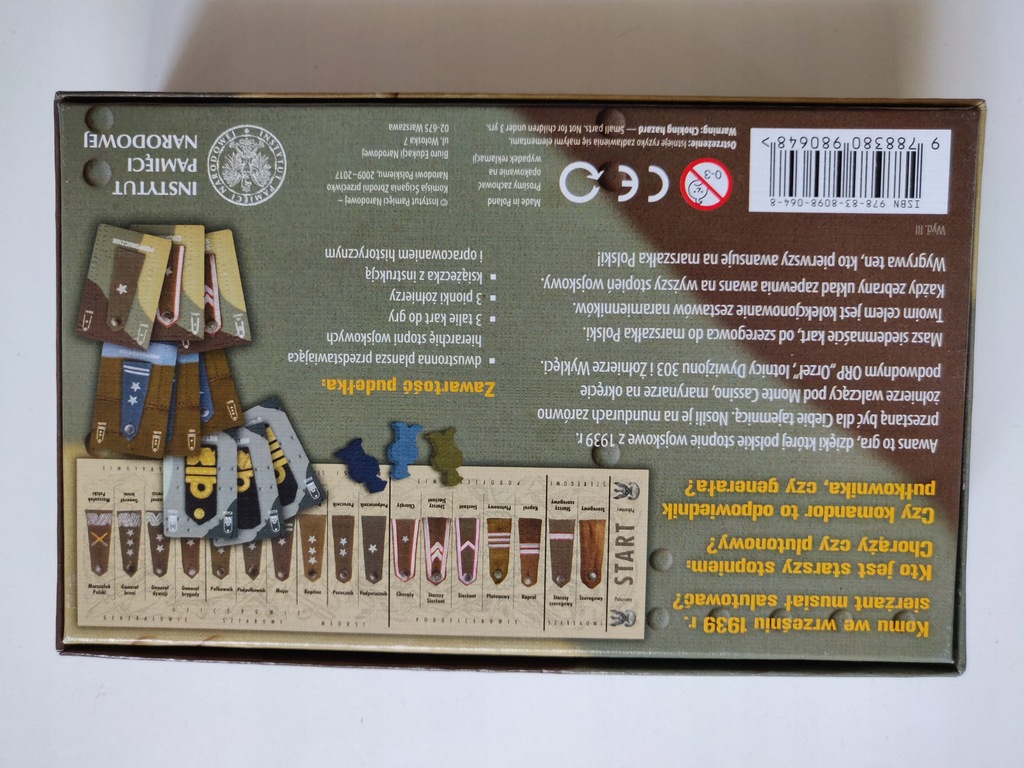 Komu we wrześniu 1939 r.
sierżant musiał salutować?
Kto jest starszy stopniem:
Chorąży czy plutonowy?
Czy komandor to odpowiednik
pułkownika, czy generała?
Awans to gra, dzięki której polskie stopnie wojskowe z 1939 r.
przestaną być dla Ciebie tajemnicą. Nosili je na mundurach zarówno
żołnierze walczący pod Monte Cassino, marynarze na okręcie
podwodnym ORP „Orzeł”, lotnicy Dywizjonu 303 i Żołnierze Wyklęci.
Masz siedemnaście kart, od szeregowca do marszałka Polski.
Twoim celem jest kolekcjonowanie zestawów naramienników.
Każdy zebrany układ zapewnia awans na wyższy stopień wojskowy.
Wygrywa ten, kto pierwszy awansuje na marszałka Polski!
Wyd. III
ISBN 978-83-8098-064-8
9 788380 980648
0-3
CE
Ostrzeżenie: Istnieje ryzyko zadławienia się małymi elementami.
Warning: Choking hazard — Small parts. Not for children under 3 yrs.
SZEREGOWI
PODOFICEROWIE
OFICEROWIE
MŁODSI
SZTABOWI
GENERAŁOWIE
START
Szeregowy
Starszy
szeregowy
Kapral
Plutonowy
Sierżant
Starszy
Sierżant
Chorąży
Podporucznik
Porucznik
Kapitan
Major
Podpułkownik
Pułkownik
Generał
brygady
Generał
dywizji
Generał
broni
Marszałek
Polski
Zawartość pudełka:
▪ dwustronna plansza przedstawiająca
hierarchię stopni wojskowych
▪ 3 talie kart do gry
▪ 3 pionki żołnierzy
▪ książeczka z instrukcją
i opracowaniem historycznym
Made in Poland
Prosimy zachować
opakowanie na
wypadek reklamacji
© Instytut Pamięci Narodowej –
Komisja Ścigania Zbrodni przeciwko
Narodowi Polskiemu, 2009–2017
Biuro Edukacji Narodowej
ul. Wołoska 7
02-675 Warszawa
INSTYTUT PAMIĘCI NARODOWEJ
INSTYTUT
PAMIĘCI
NARODOWEJ